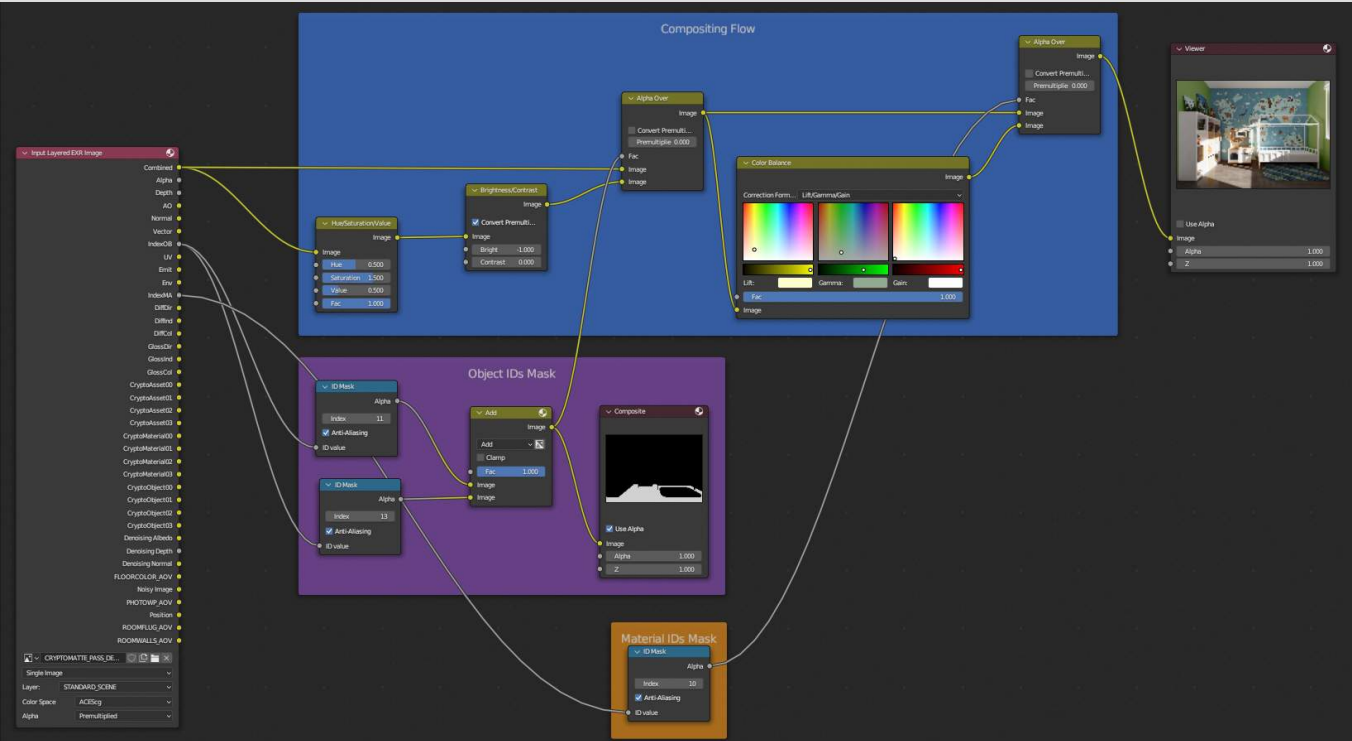 Input Layered EXR Image
Combined
Alpha
Depth
AO
Normal
Vector
IndexOB
UV
Emit
Env
IndexMA
DiffDir
DiffInd
DiffCol
GlossDir
GlossInd
GlossCol
CryptoAsset00
CryptoAsset01
CryptoAsset02
CryptoAsset03
CryptoMaterial00
CryptoMaterial01
CryptoMaterial02
CryptoMaterial03
CryptoObject00
CryptoObject01
CryptoObject02
CryptoObject03
Denoising Albedo
Denoising Depth
Denoising Normal
FLOORCOLOR_AOV
Noisy Image
PHOTOWP_AOV
Position
ROOMFLUG_AOV
ROOMWALLS_AOV
CRYPTOMATTE_PASS_DE...
Single Image
Layer: STANDARD_SCENE
Color Space ACEScg
Alpha Premultiplied
Compositing Flow
Hue/Saturation/Value
Image
Image
Hue 0.500
Saturation 1.500
Value 0.500
Fac 1.000
Brightness/Contrast
Image
Convert Premulti...
Image
Bright -1.000
Contrast 0.000
Alpha Over
Image
Convert Premulti...
Premultiplie 0.000
Fac
Image
Image
Color Balance
Image
Correction Form... Lift/Gamma/Gain
Lift: Gamma: Gain:
Fac 1.000
Image
Alpha Over
Image
Convert Premulti...
Premultiplie 0.000
Fac
Image
Image
Viewer
Use Alpha
Image
Alpha 1.000
Z 1.000
Object IDs Mask
ID Mask
Alpha
Index 11
Anti-Aliasing
ID value
ID Mask
Alpha
Index 13
Anti-Aliasing
ID value
Add
Image
Add
Clamp
Fac 1.000
Image
Image
Composite
Use Alpha
Image
Alpha 1.000
Z 1.000
Material IDs Mask
ID Mask
Alpha
Index 10
Anti-Aliasing
ID value